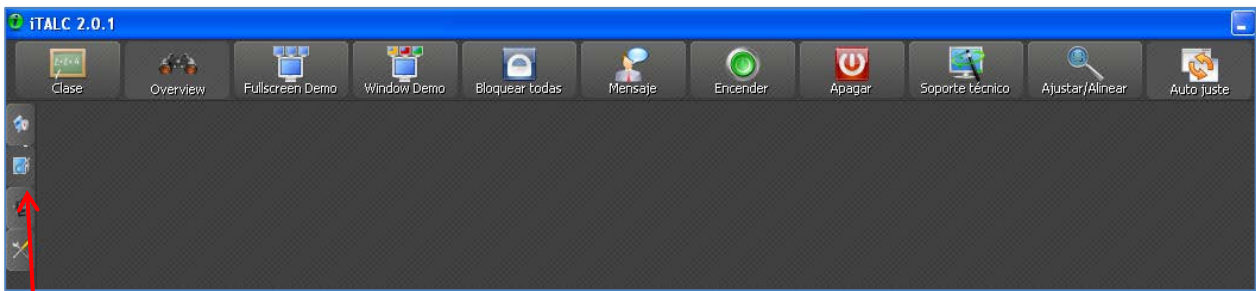 iTALC 2.0.1
Clase Overview Fullscreen Demo Window Demo Bloquear todas Mensaje Encender Apagar Soporte técnico Ajustar/Alinear Auto juste